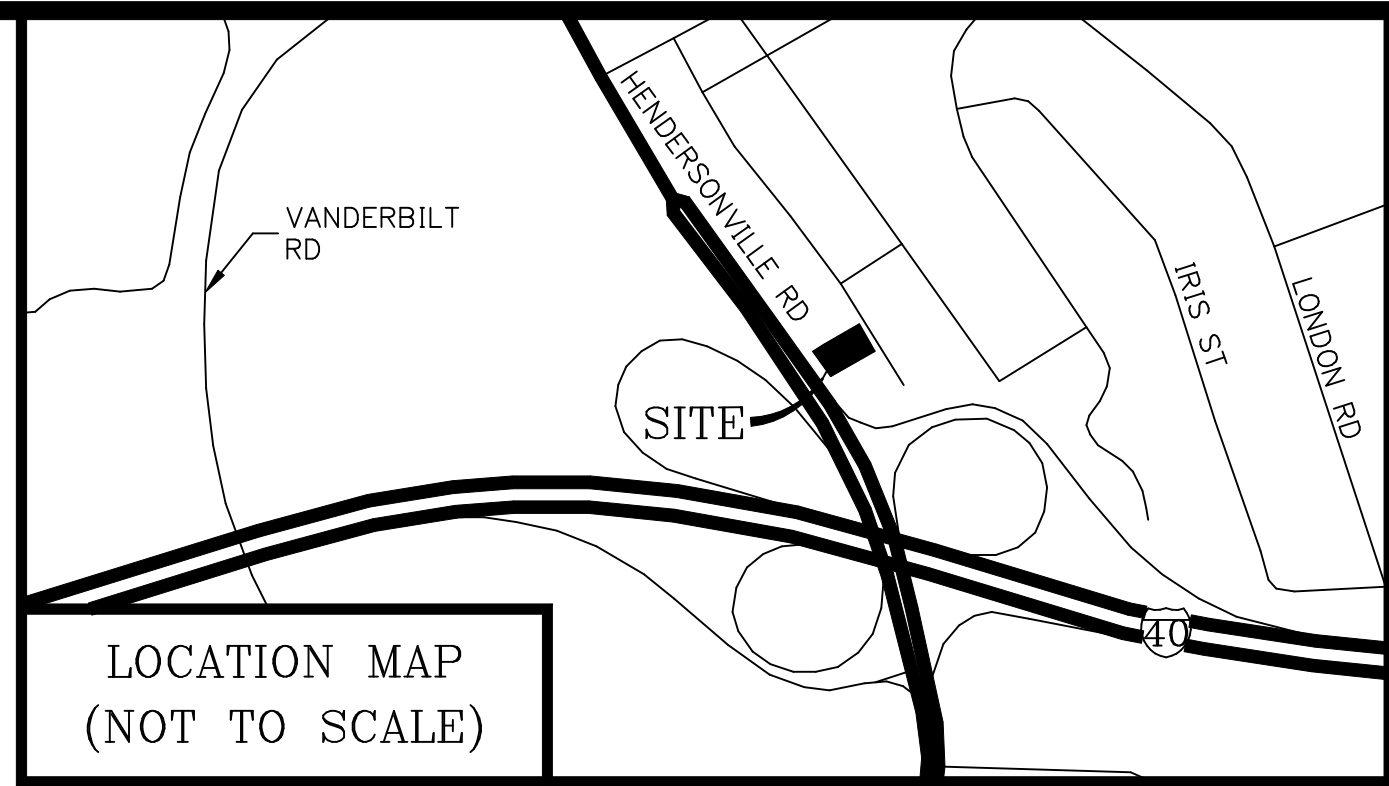 HENDERSONVILLE RD
VANDERBILT
RD
IRIS ST
LONDON RD
SITE
40
LOCATION MAP
(NOT TO SCALE)